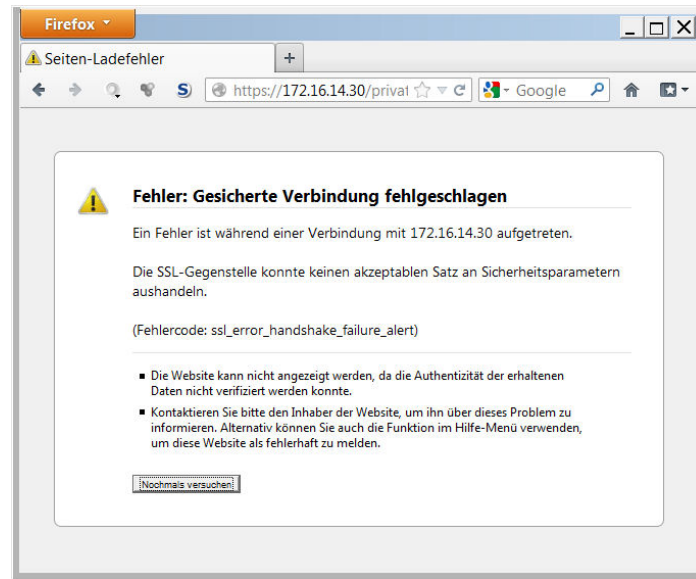 Firefox
Seiten-Ladefehler
https://172.16.14.30/privat
Google
Fehler: Gesicherte Verbindung fehlgeschlagen
Ein Fehler ist während einer Verbindung mit 172.16.14.30 aufgetreten.
Die SSL-Gegenstelle konnte keinen akzeptablen Satz an Sicherheitsparametern
aushandeln.
(Fehlercode: ssl_error_handshake_failure_alert)
Die Website kann nicht angezeigt werden, da die Authentizität der erhaltenen
Daten nicht verifiziert werden konnte.
Kontaktieren Sie bitte den Inhaber der Website, um ihn über dieses Problem zu
informieren. Alternativ können Sie auch die Funktion im Hilfe-Menü verwenden,
um diese Website als fehlerhaft zu melden.
Nochmals versuchen